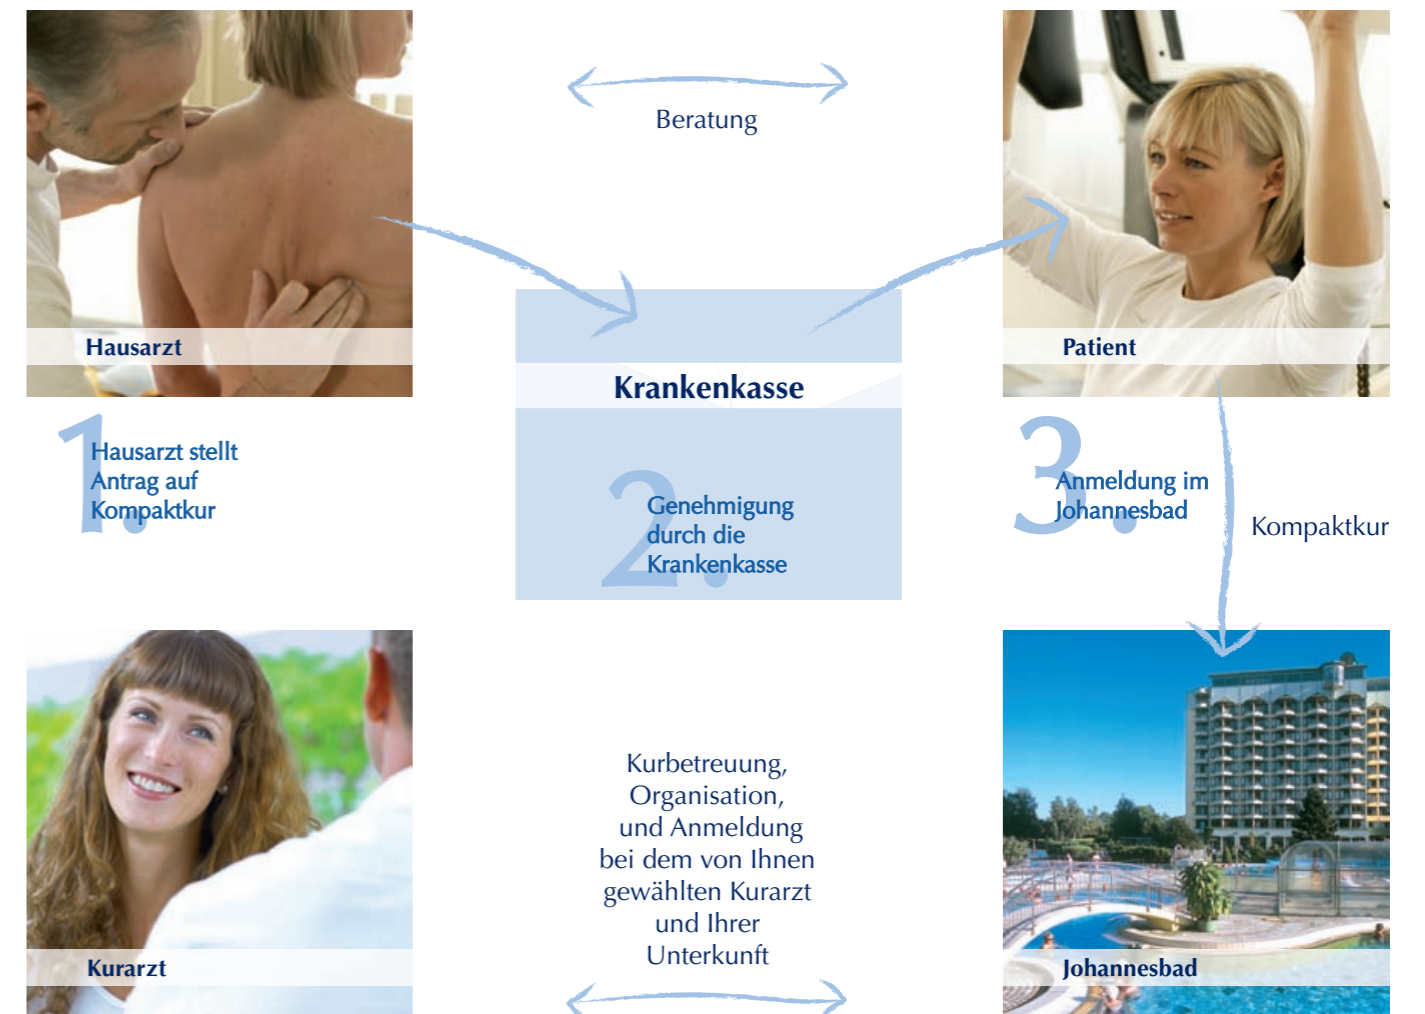 Beratung
Hausarzt
Patient
Krankenkasse
1.
Hausarzt stellt
Antrag auf
Kompaktkur
2.
Genehmigung
durch die
Krankenkasse
3.
Anmeldung im
Johannesbad
Kompaktkur
Kurbetreuung,
Organisation,
und Anmeldung
bei dem von Ihnen
gewählten Kurarzt
und Ihrer
Unterkunft
Kurarzt
Johannesbad